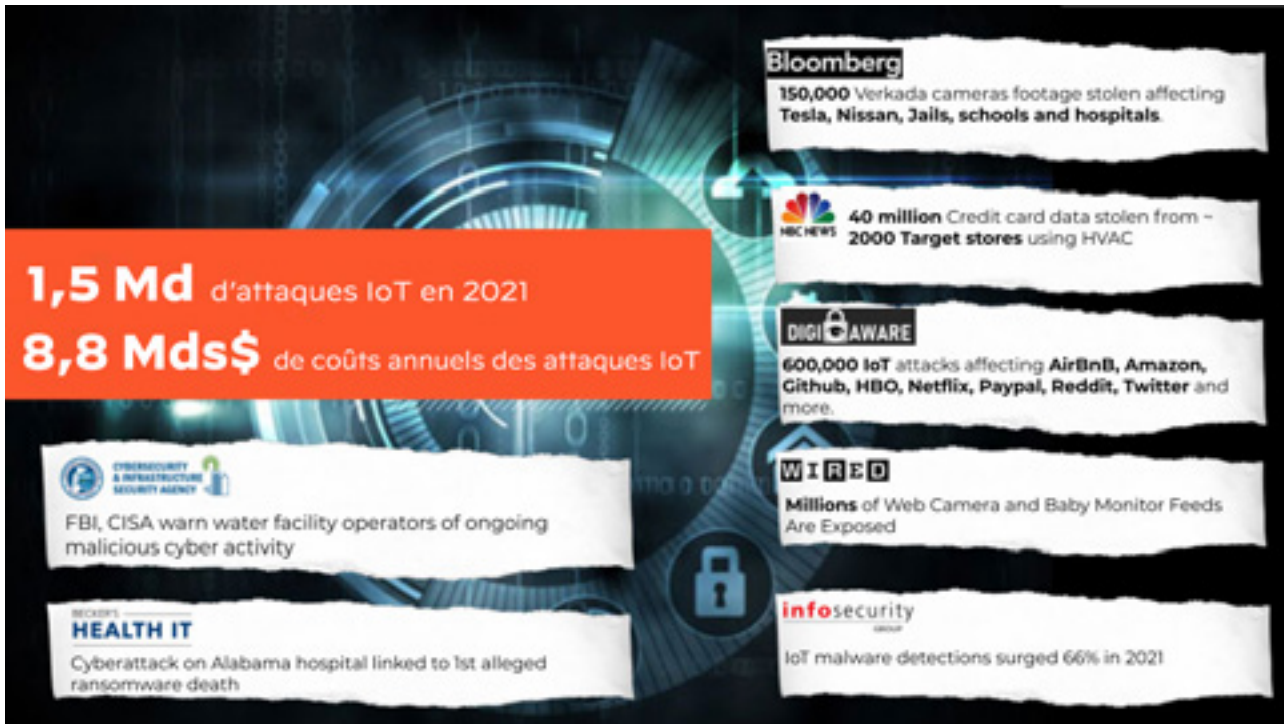 1,5 Md d'attaques IoT en 2021
8,8 Mds$ de coûts annuels des attaques IoT
CYBERSECURITY
& INFRASTRUCTURE
SECURITY AGENCY
FBI, CISA warn water facility operators of ongoing
malicious cyber activity
BECKER'S
HEALTH IT
Cyberattack on Alabama hospital linked to 1st alleged
ransomware death
Bloomberg
150,000 Verkada cameras footage stolen affecting
Tesla, Nissan, Jails, schools and hospitals.
NBC NEWS
40 million Credit card data stolen from ~
2000 Target stores using HVAC
DIGI AWARE
600,000 IoT attacks affecting AirBnB, Amazon,
Github, HBO, Netflix, Paypal, Reddit, Twitter and
more.
WIRED
Millions of Web Camera and Baby Monitor Feeds
Are Exposed
infosecurity
GROUP
IoT malware detections surged 66% in 2021